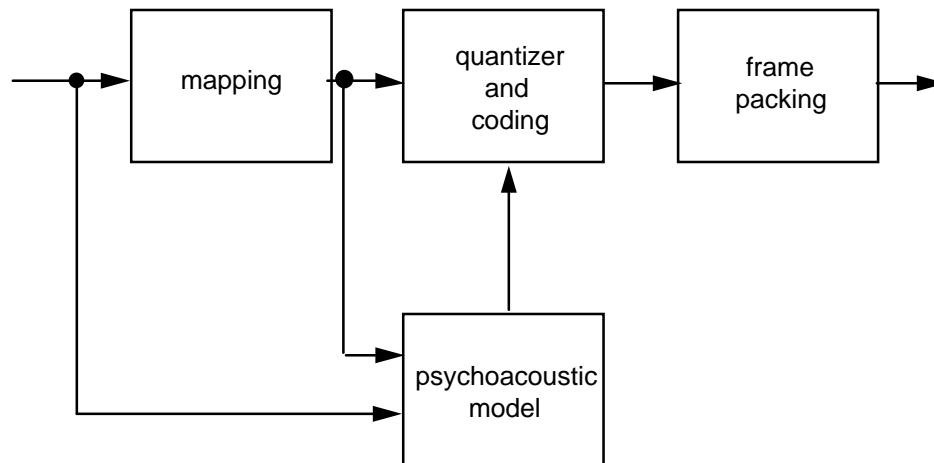 mapping
quantizer
and
coding
frame
packing
psychoacoustic
model